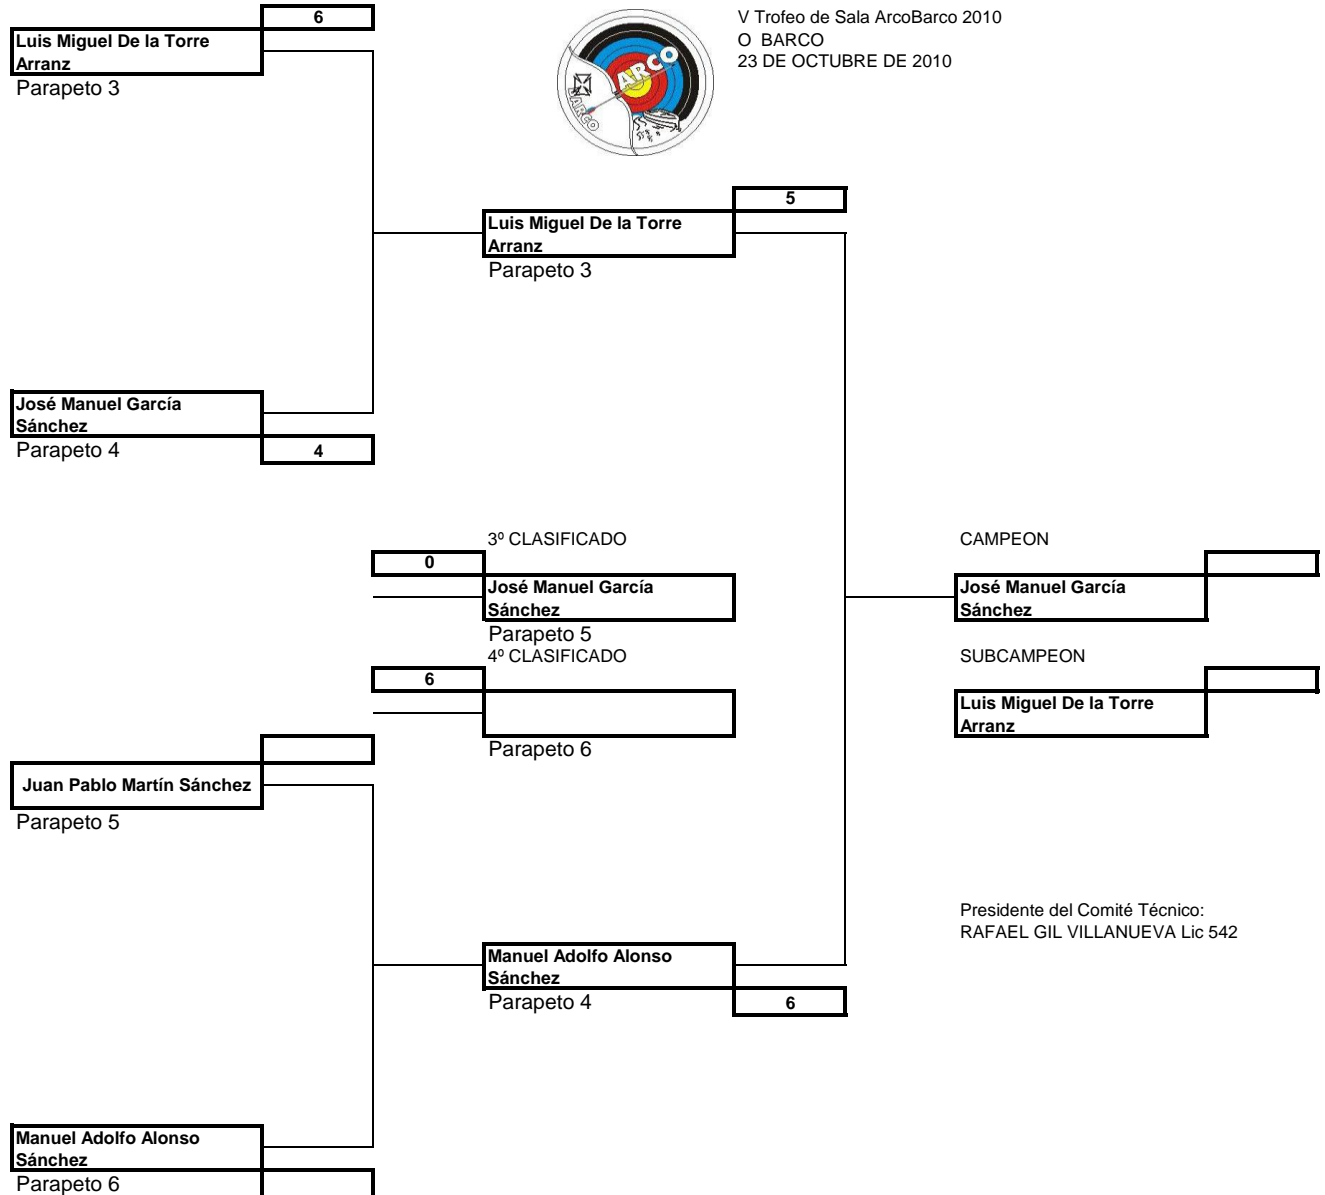 6
V Trofeo de Sala ArcoBarco 2010
O BARCO
23 DE OCTUBRE DE 2010
Luis Miguel De la Torre
Arranz
Parapeto 3
ARCO
BARCO
5
Luis Miguel De la Torre
Arranz
Parapeto 3
José Manuel García
Sánchez
Parapeto 4
4
3º CLASIFICADO
0
José Manuel García
Sánchez
Parapeto 5
4º CLASIFICADO
6
Parapeto 6
CAMPEON
José Manuel García
Sánchez
SUBCAMPEON
Luis Miguel De la Torre
Arranz
Juan Pablo Martín Sánchez
Parapeto 5
Presidente del Comité Técnico:
RAFAEL GIL VILLANUEVA Lic 542
Manuel Adolfo Alonso
Sánchez
Parapeto 4
6
Manuel Adolfo Alonso
Sánchez
Parapeto 6